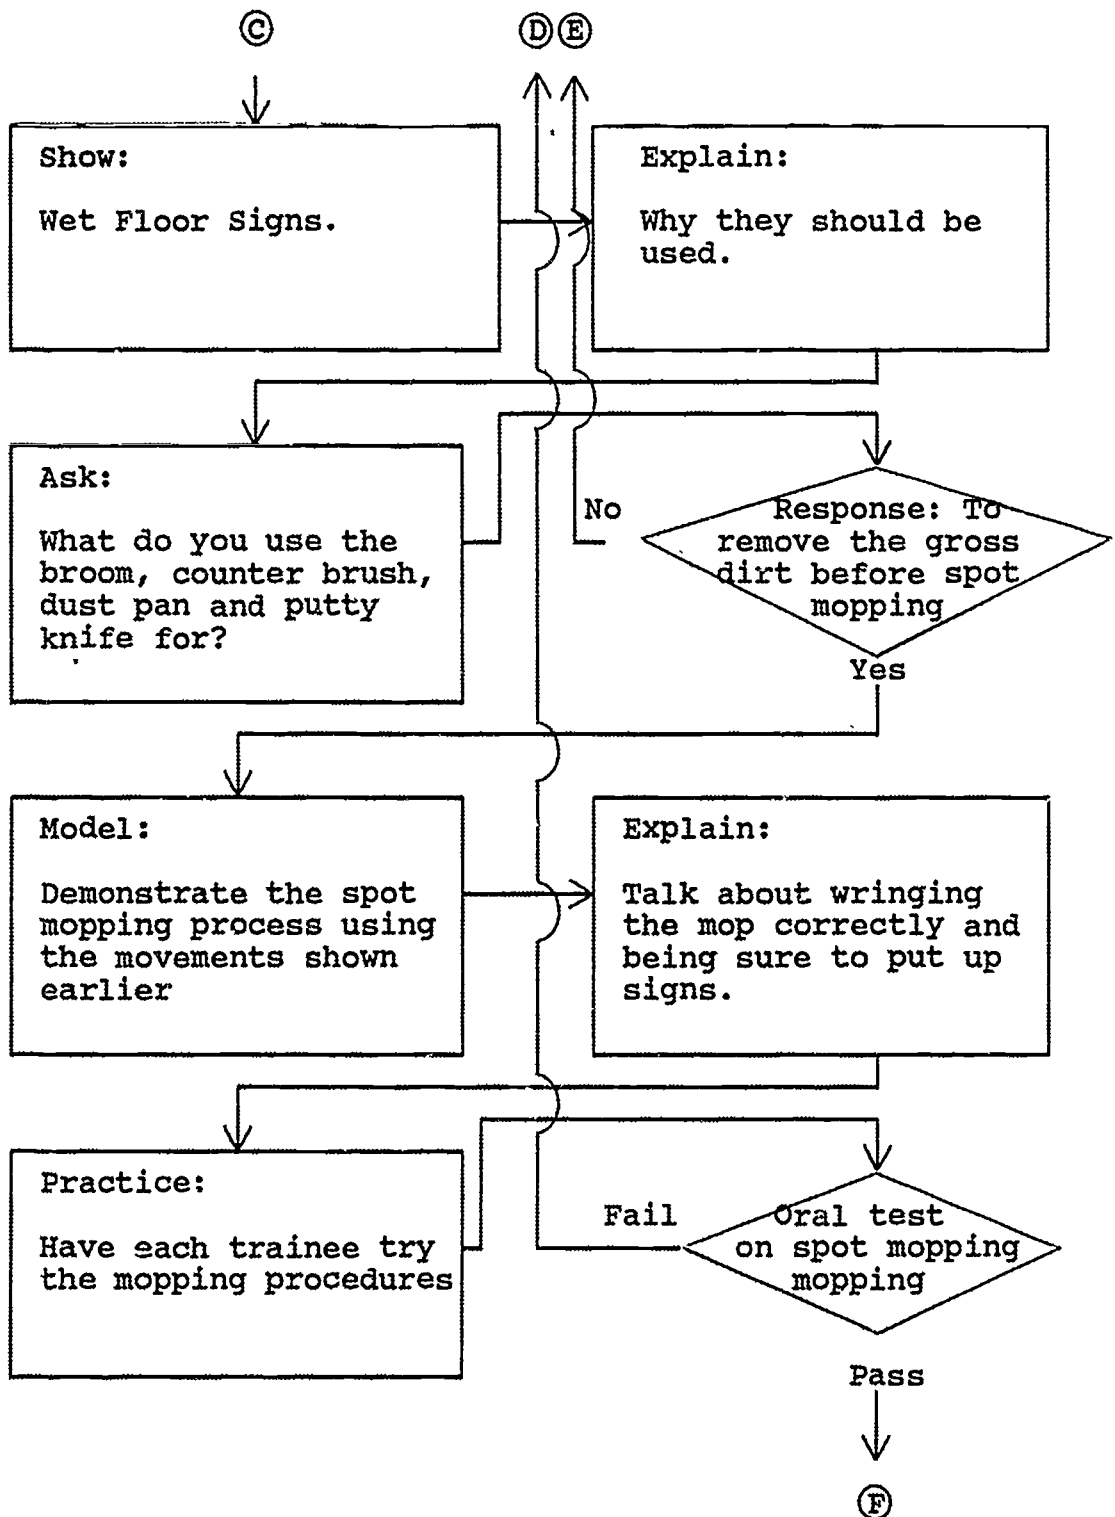 C
D E
Show:
Wet Floor Signs.
Explain:
Why they should be
used.
Ask:
What do you use the
broom, counter brush,
dust pan and putty
knife for?
No
Response: To
remove the gross
dirt before spot
mopping
Yes
Model:
Demonstrate the spot
mopping process using
the movements shown
earlier
Explain:
Talk about wringing
the mop correctly and
being sure to put up
signs.
Practice:
Have each trainee try
the mopping procedures
Fail
Oral test
on spot mopping
mopping
Pass
F